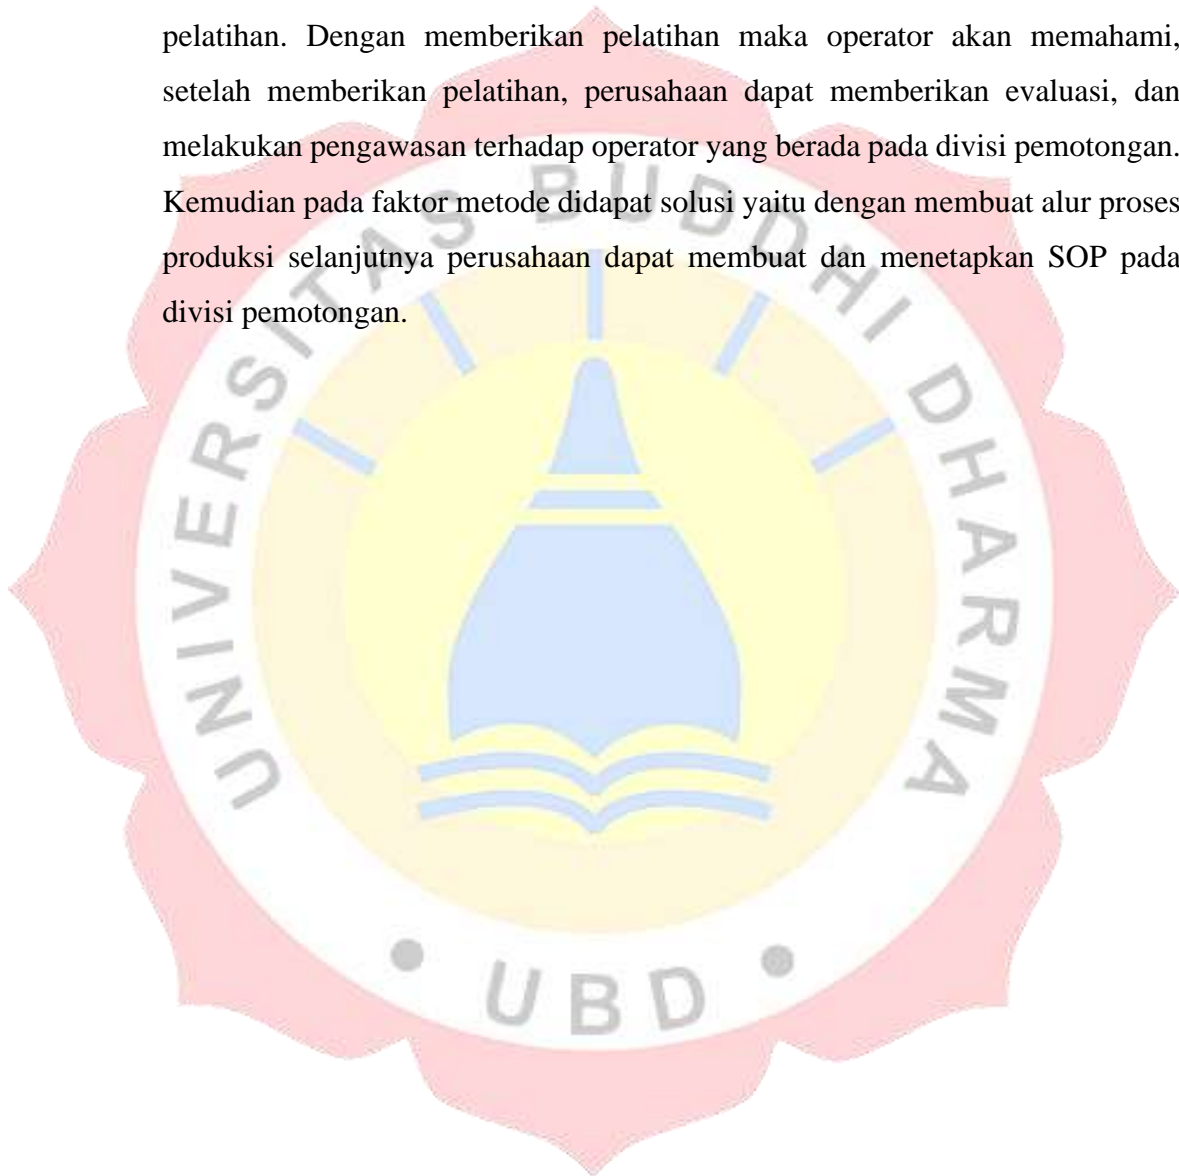 pelatihan. Dengan memberikan pelatihan maka operator akan memahami,
setelah memberikan pelatihan, perusahaan dapat memberikan evaluasi, dan
melakukan pengawasan terhadap operator yang berada pada divisi pemotongan.
Kemudian pada faktor metode didapat solusi yaitu dengan membuat alur proses
produksi selanjutnya perusahaan dapat membuat dan menetapkan SOP pada
divisi pemotongan.
UNIVERSITAS BUDDHI DHARMA
• UBD •